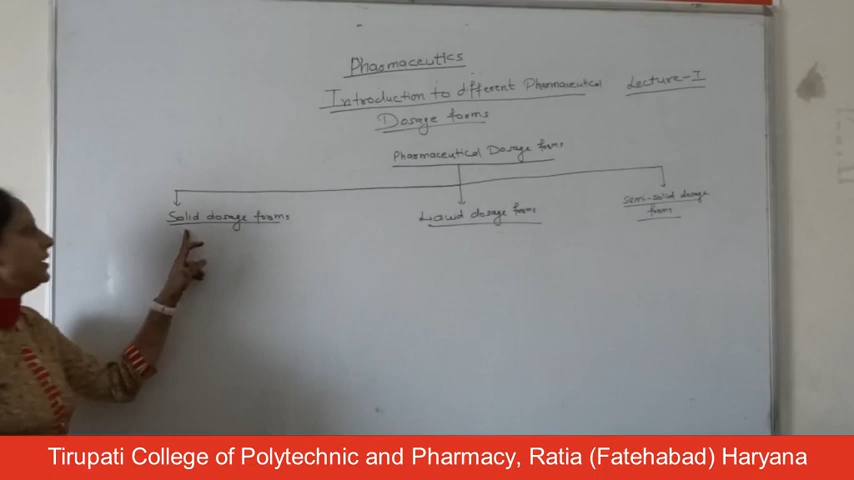 Pharmaceutics
Introduction to different Pharmaceutical Lecture-I
Dosage forms
Pharmaceutical Dosage forms
Solid dosage forms
Liquid dosage forms
Semi-solid dosage
forms
Tirupati College of Polytechnic and Pharmacy, Ratia (Fatehabad) Haryana